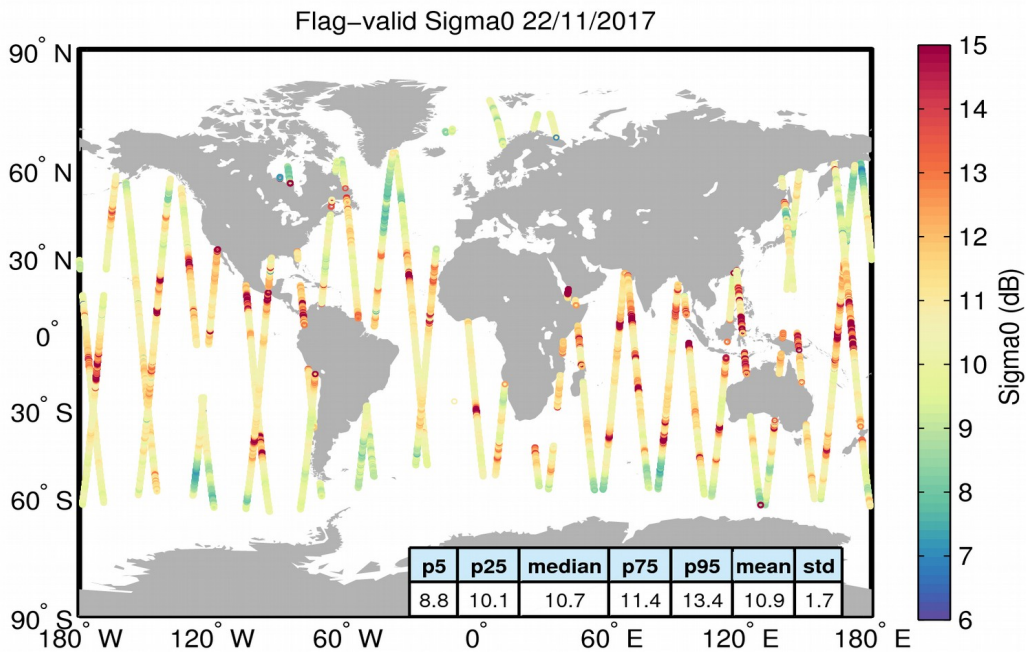 Flag−valid Sigma0 22/11/2017
90° N
60° N
30° N
0°
30° S
60° S
90° S
180° W 120° W 60° W 0° 60° E 120° E 180° E
p5 p25 median p75 p95 mean std
8.8 10.1 10.7 11.4 13.4 10.9 1.7
15
14
13
12
11
10
9
8
7
6
Sigma0 (dB)